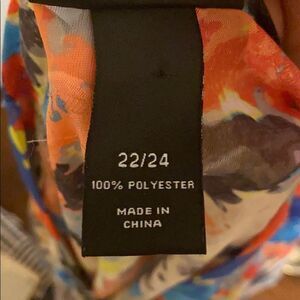 22/24
100% POLYESTER
MADE IN
CHINA